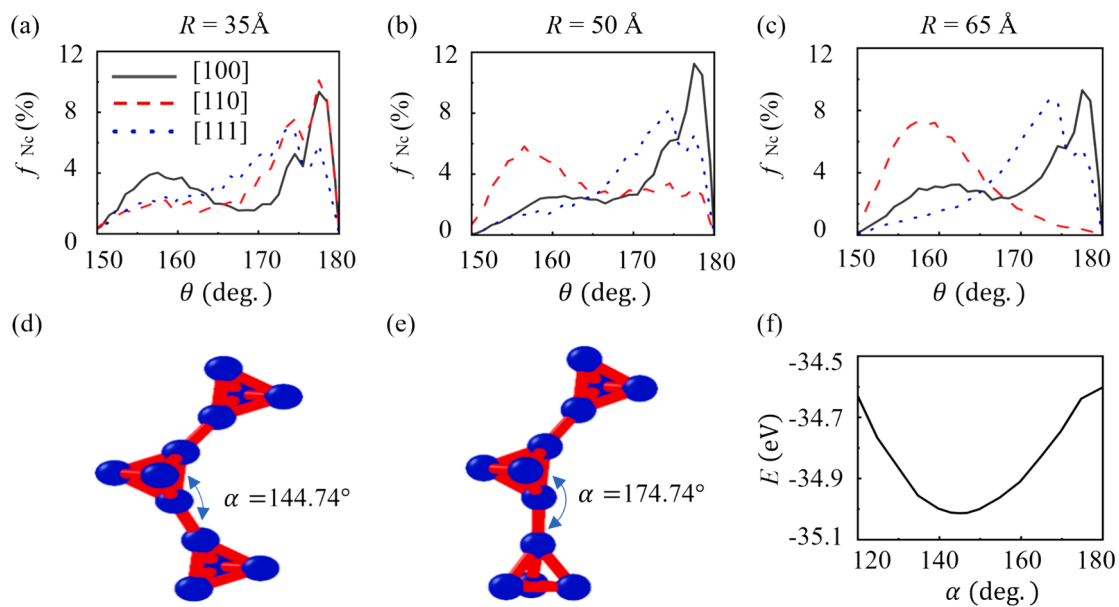 (a) R = 35Å
12
8
4
0
f Nc (%)
[100]
[110]
[111]
150 160 170 180
θ (deg.)
(b) R = 50 Å
12
8
4
0
f Nc (%)
150 160 170 180
θ (deg.)
(c) R = 65 Å
12
8
4
0
f Nc (%)
150 160 170 180
θ (deg.)
(d)
α =144.74°
(e)
α =174.74°
(f)
-34.5
-34.7
-34.9
-35.1
E (eV)
120 140 160 180
α (deg.)